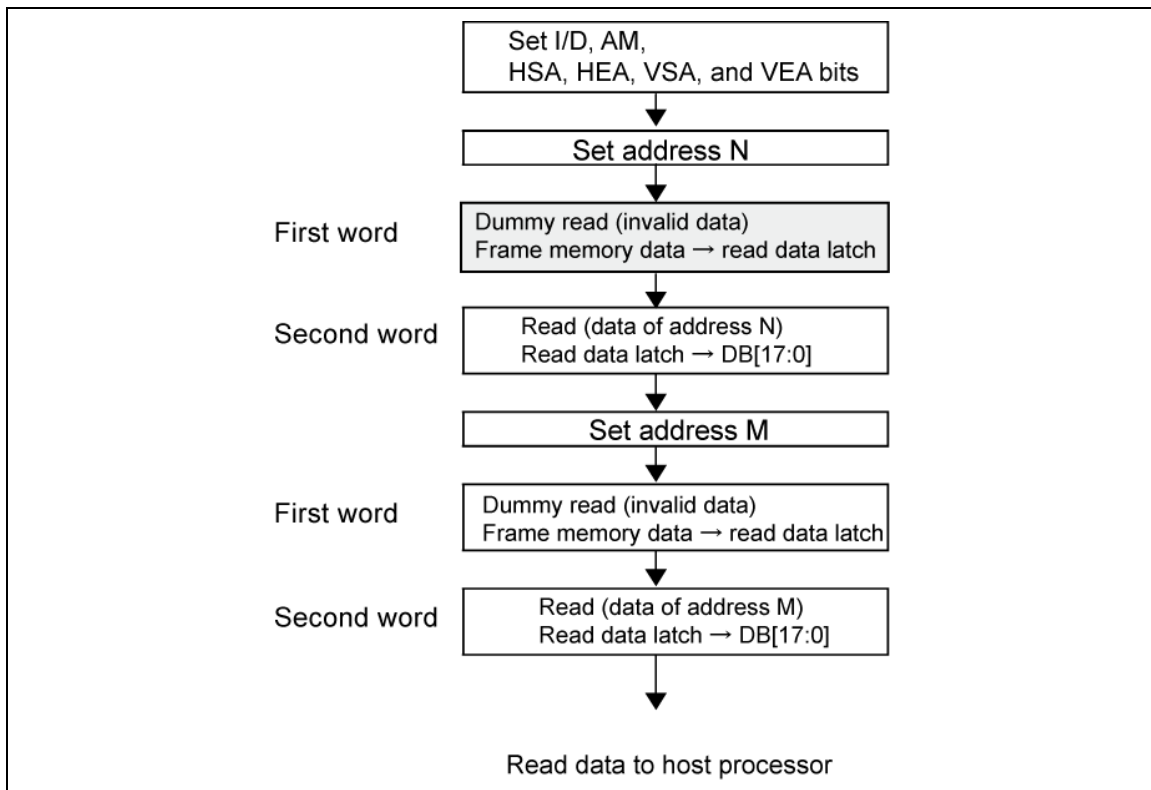 Set I/D, AM,
HSA, HEA, VSA, and VEA bits
Set address N
First word
Dummy read (invalid data)
Frame memory data → read data latch
Second word
Read (data of address N)
Read data latch → DB[17:0]
Set address M
First word
Dummy read (invalid data)
Frame memory data → read data latch
Second word
Read (data of address M)
Read data latch → DB[17:0]
Read data to host processor